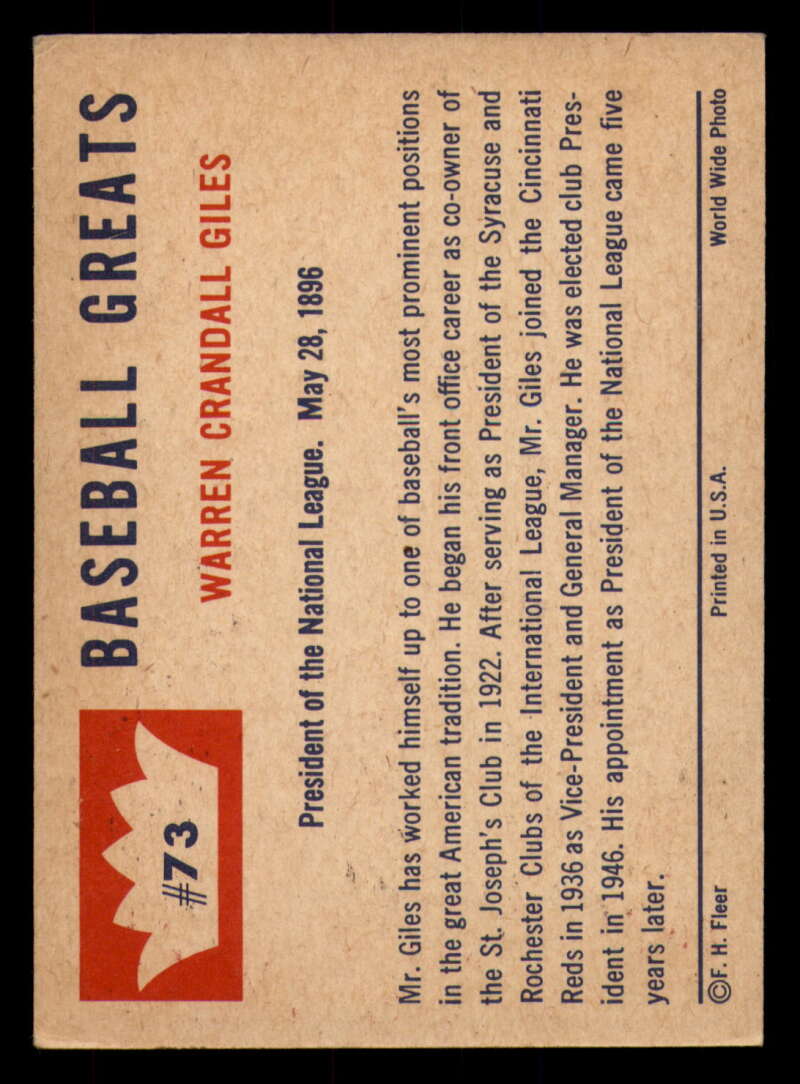 BASEBALL GREATS
#73
WARREN CRANDALL GILES
President of the National League. May 28, 1896
Mr. Giles has worked himself up to one of baseball's most prominent positions
in the great American tradition. He began his front office career as co-owner of
the St. Joseph's Club in 1922. After serving as President of the Syracuse and
Rochester Clubs of the International League, Mr. Giles joined the Cincinnati
Reds in 1936 as Vice-President and General Manager. He was elected club Pres-
ident in 1946. His appointment as President of the National League came five
years later.
©F. H. Fleer Printed in U.S.A. World Wide Photo